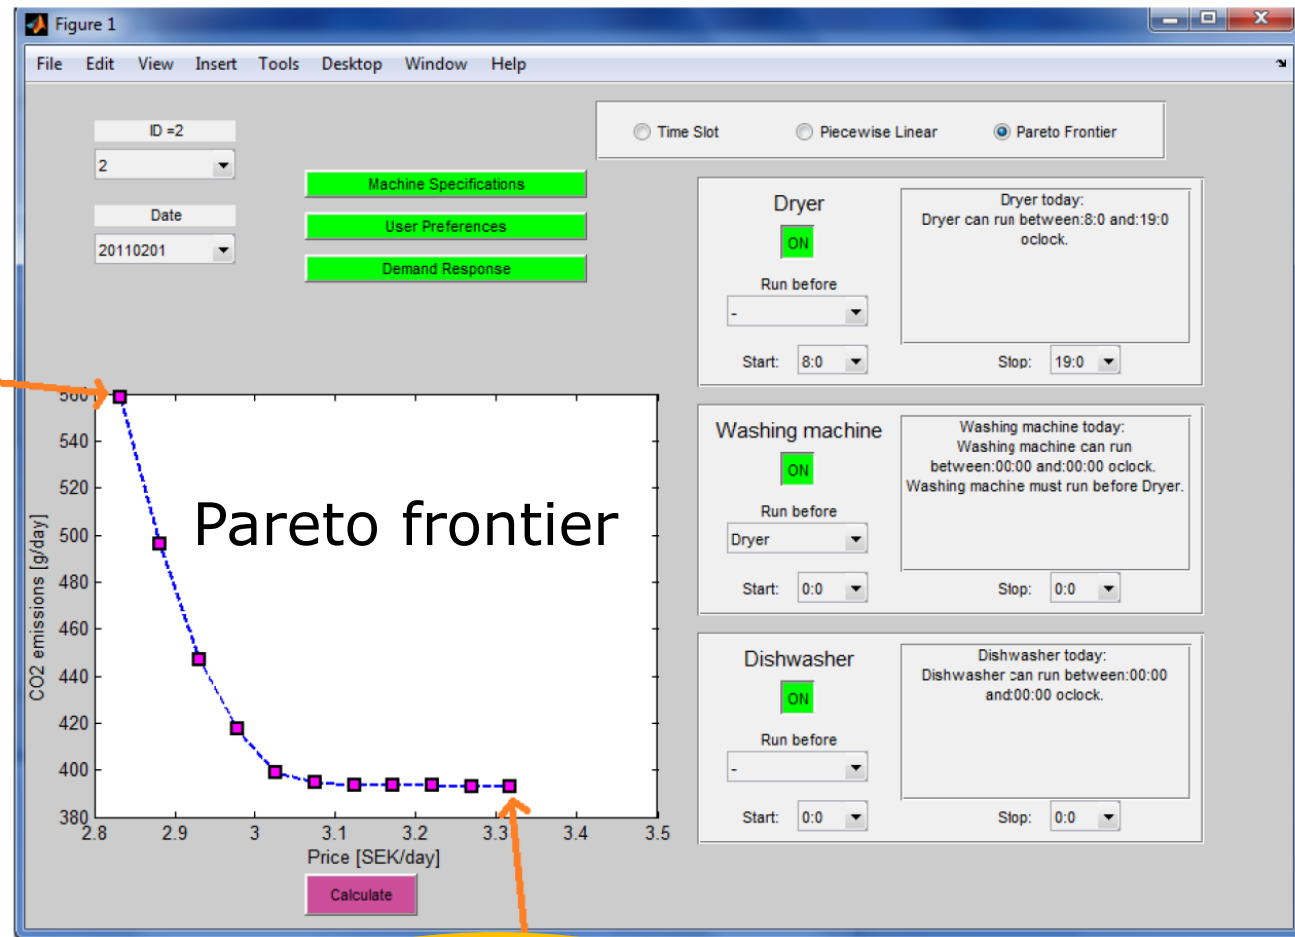 Figure 1
File Edit View Insert Tools Desktop Window Help
ID =2
2
Date
20110201
Machine Specifications
User Preferences
Demand Response
Time Slot Piecewise Linear Pareto Frontier
Dryer
ON
Run before
-
Start: 8:0
Dryer today:
Dryer can run between:8:0 and:19:0
oclock.
Stop: 19:0
Washing machine
ON
Run before
Dryer
Start: 0:0
Washing machine today:
Washing machine can run
between:00:00 and:00:00 oclock.
Washing machine must run before Dryer.
Stop: 0:0
Dishwasher
ON
Run before
-
Start: 0:0
Dishwasher today:
Dishwasher can run between:00:00
and:00:00 oclock.
Stop: 0:0
Pareto frontier
CO2 emissions [g/day]
560
540
520
500
480
460
440
420
400
380
2.8 2.9 3 3.1 3.2 3.3 3.4 3.5
Price [SEK/day]
Calculate